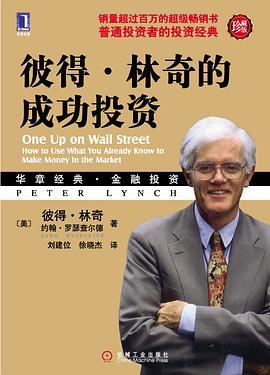 销量超过百万的超级畅销书
普通投资者的投资经典
珍藏版
彼得·林奇的
成功投资
One Up on Wall Street
How to Use What You Already Know to
Make Money In the Market
华章经典·金融投资
PETER LYNCH
[美] 彼得·林奇 著
约翰·罗瑟查尔德
John Rothchild
刘建位 徐晓杰 译
机械工业出版社
China Machine Press